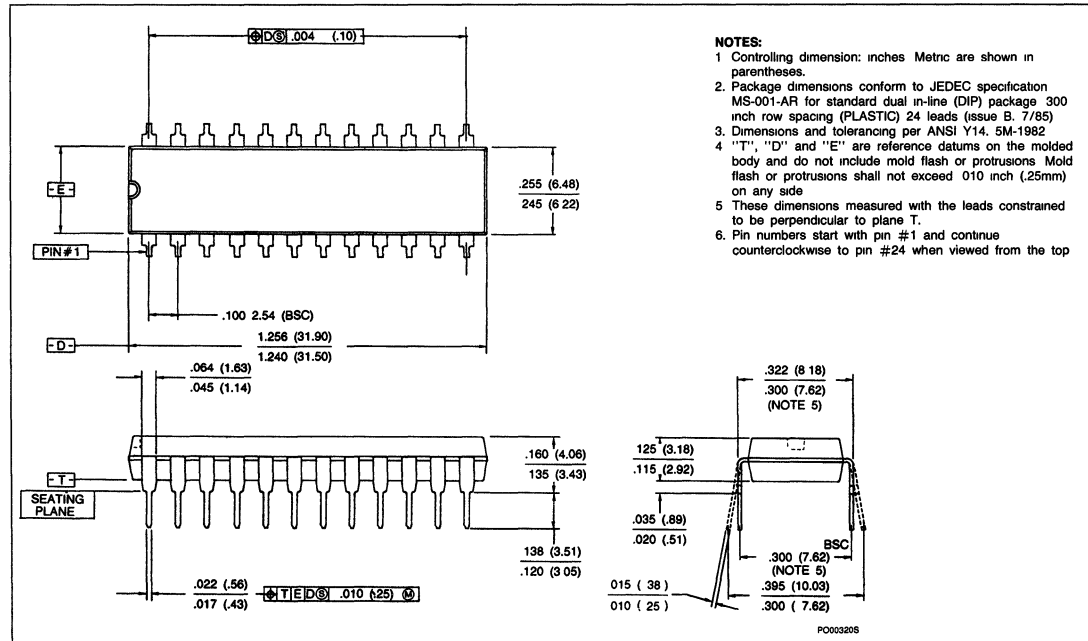 ⌖ D Ⓢ .004 (.10)
NOTES:
1 Controlling dimension: inches Metric are shown in
parentheses.
2. Package dimensions conform to JEDEC specification
MS-001-AR for standard dual in-line (DIP) package 300
inch row spacing (PLASTIC) 24 leads (issue B. 7/85)
3. Dimensions and tolerancing per ANSI Y14. 5M-1982
4 "T", "D" and "E" are reference datums on the molded
body and do not include mold flash or protrusions Mold
flash or protrusions shall not exceed 010 inch (.25mm)
on any side
5 These dimensions measured with the leads constrained
to be perpendicular to plane T.
6. Pin numbers start with pin #1 and continue
counterclockwise to pin #24 when viewed from the top
- E -
.255 (6.48)
245 (6 22)
PIN #1
.100 2.54 (BSC)
- D -
1.256 (31.90)
1.240 (31.50)
.064 (1.63)
.045 (1.14)
.322 (8 18)
.300 (7.62)
(NOTE 5)
.160 (4.06)
135 (3.43)
125 (3.18)
.115 (2.92)
- T -
SEATING
PLANE
.035 (.89)
.020 (.51)
138 (3.51)
.120 (3 05)
BSC
.300 (7.62)
(NOTE 5)
.022 (.56)
.017 (.43)
⌖ T E D Ⓢ .010 (.25) Ⓜ
015 ( 38)
010 ( 25)
.395 (10.03)
.300 ( 7.62)
PO00320S